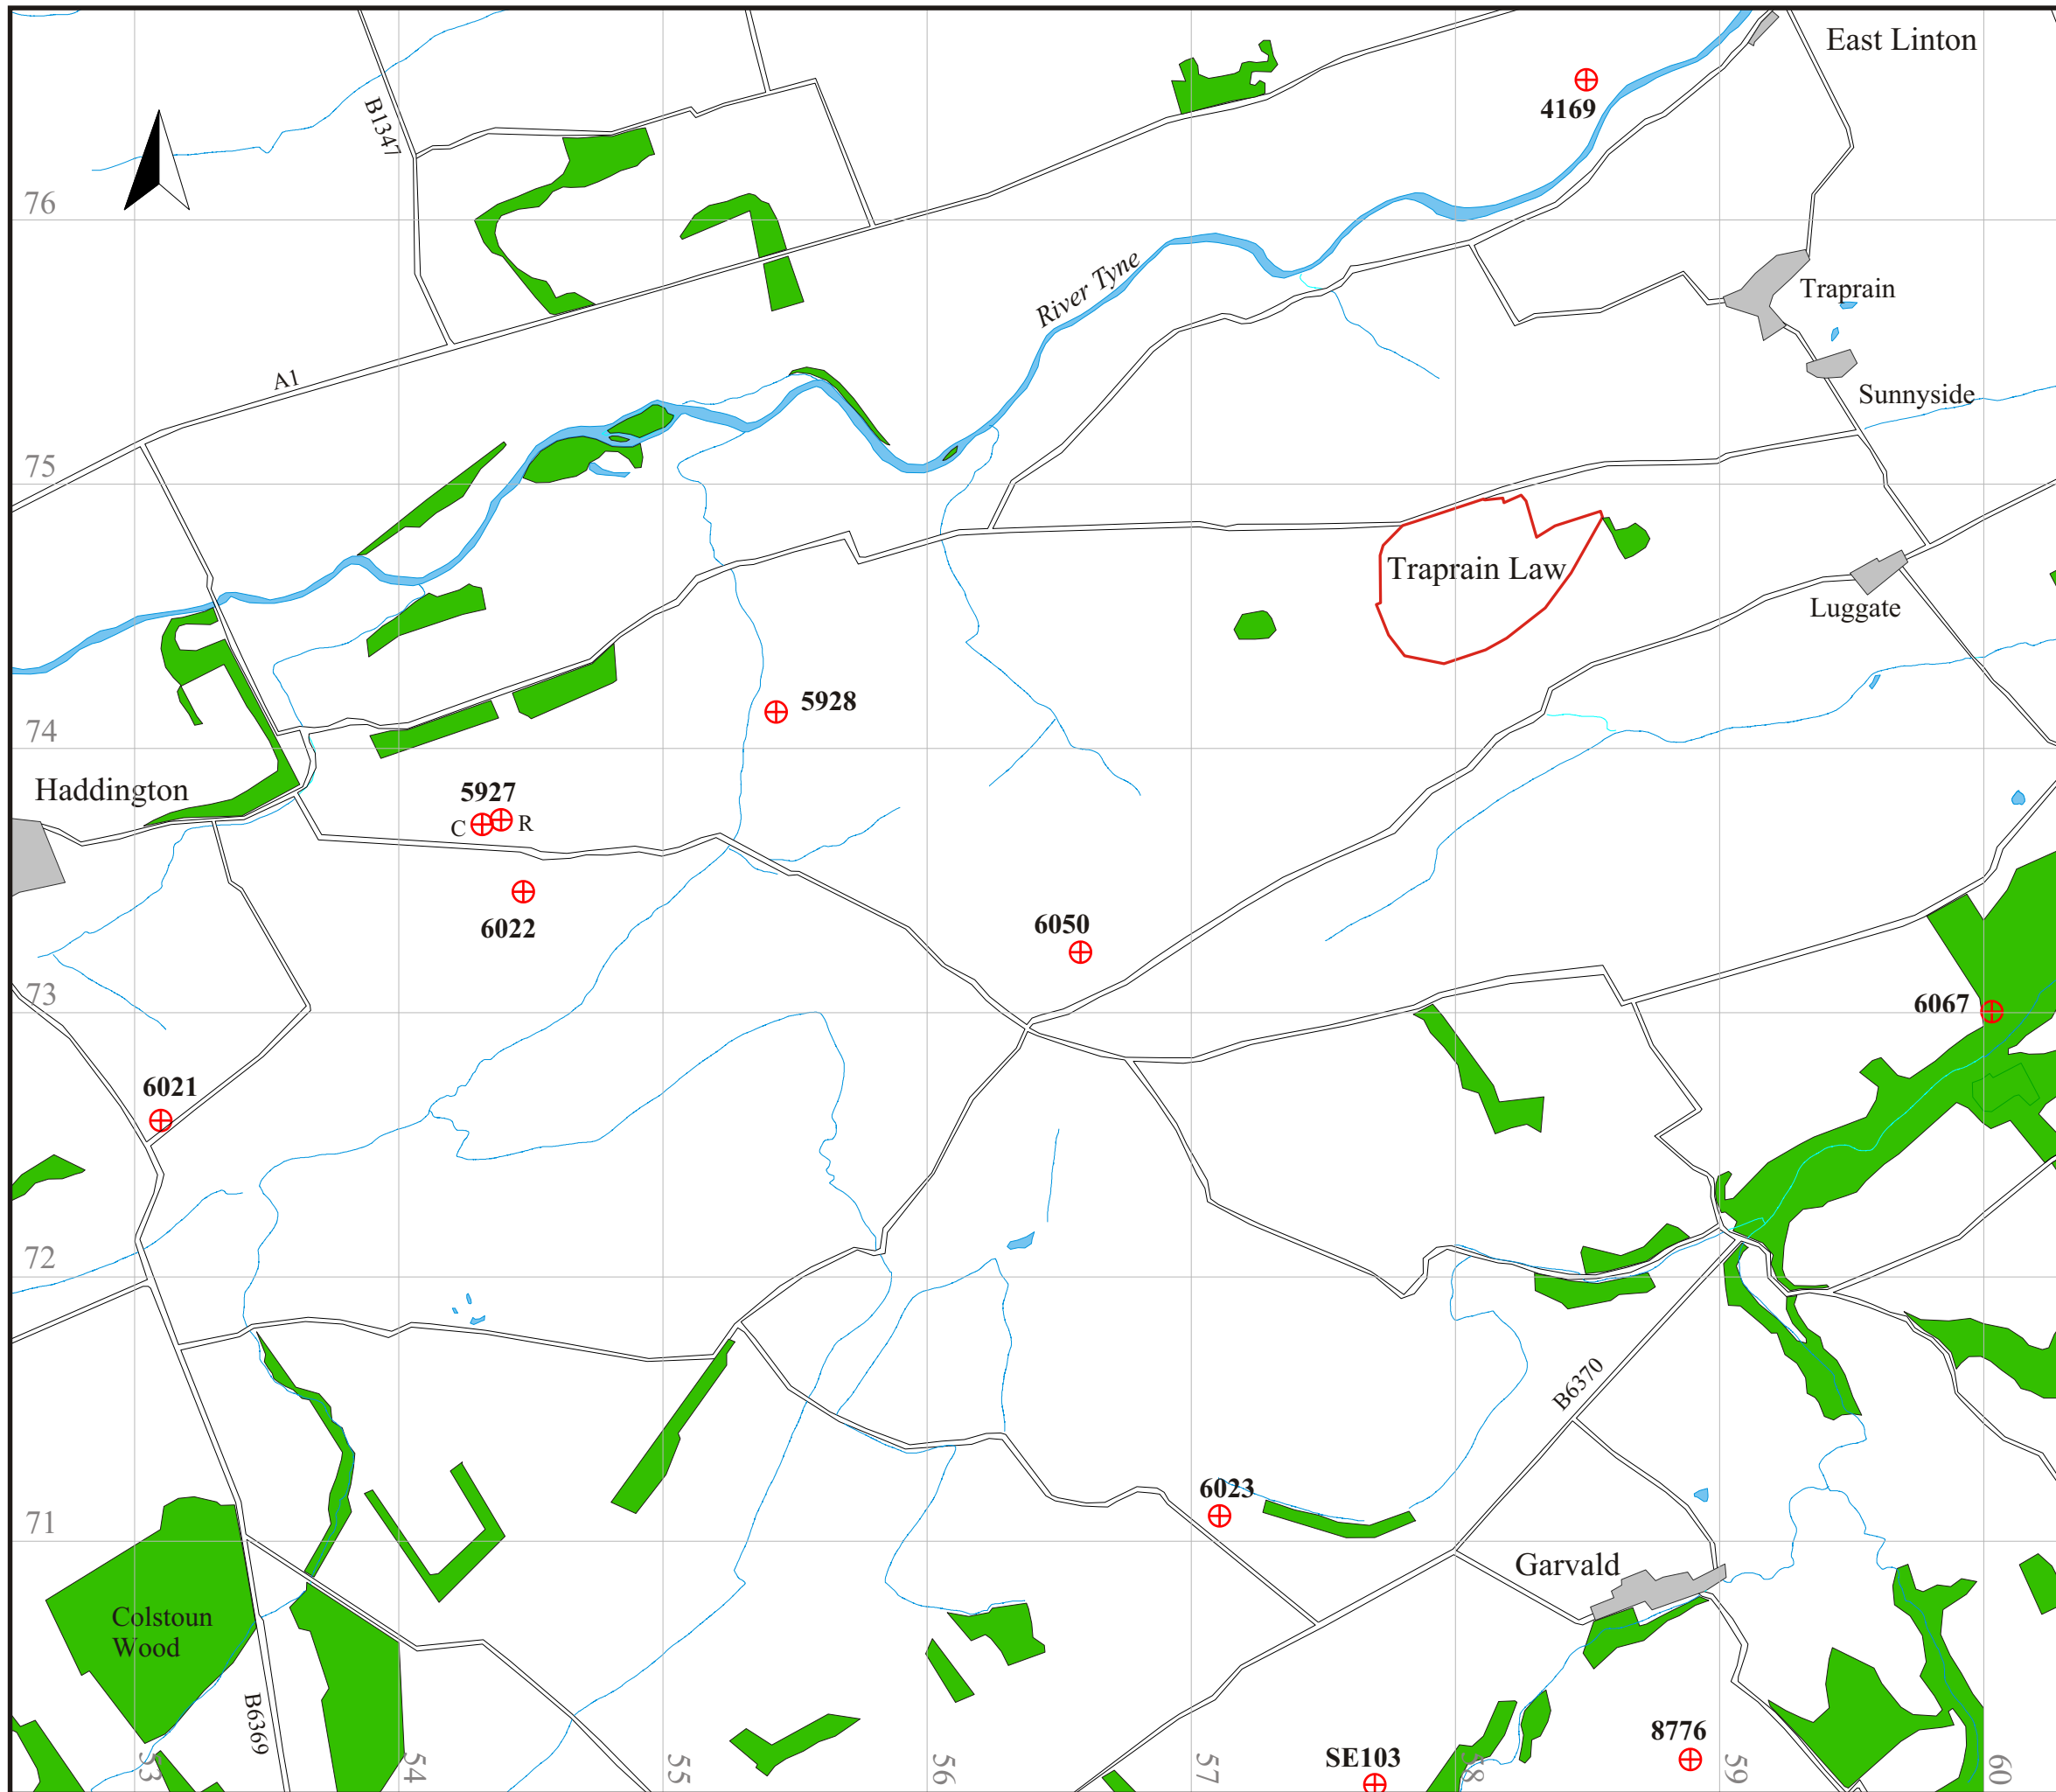 East Linton
4169
B1347
76
River Tyne
Traprain
A1
Sunnyside
75
Traprain Law
Luggate
5928
74
Haddington
5927
C
R
6022
6050
73
6067
6021
72
B6370
6023
71
Garvald
Colstoun
Wood
B6369
8776
SE103
53
54
55
56
57
58
59
60